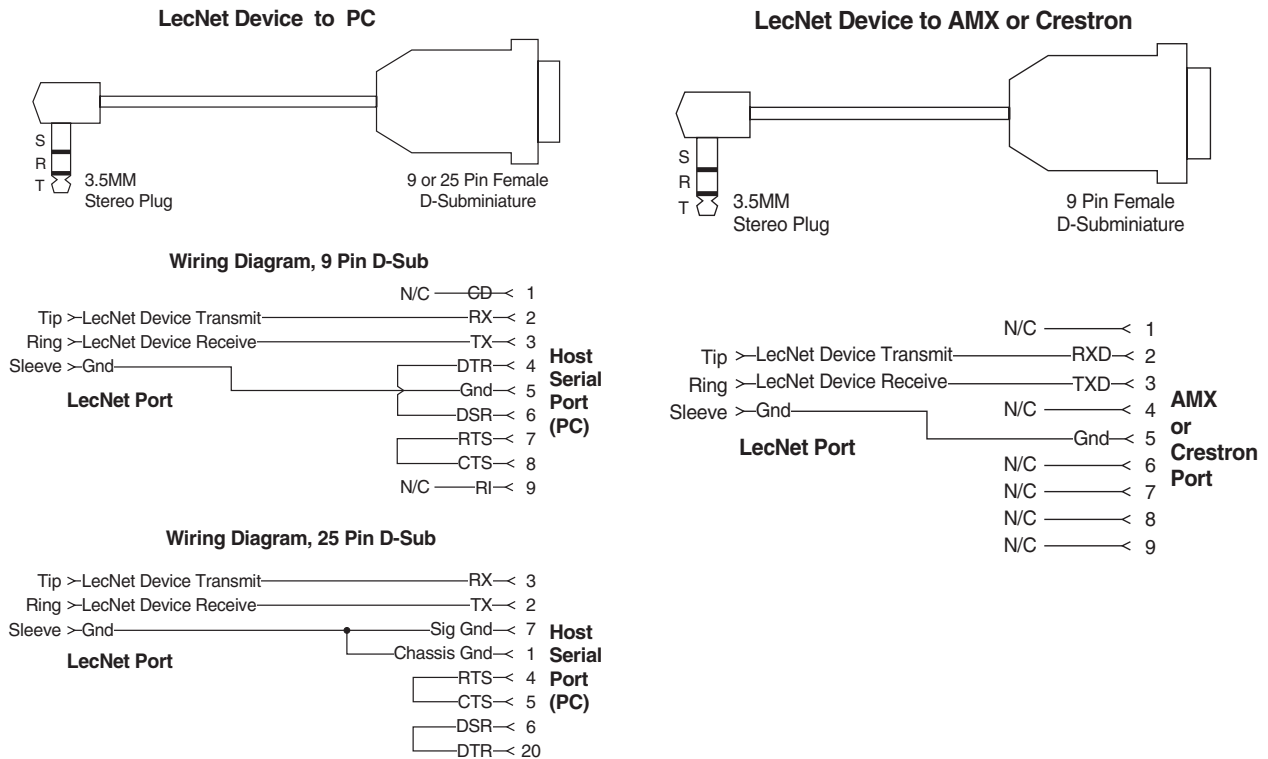 LecNet Device to PC
S
R
T
3.5MM
Stereo Plug
9 or 25 Pin Female
D-Subminiature
Wiring Diagram, 9 Pin D-Sub
N/C CD 1
Tip LecNet Device Transmit RX 2
Ring LecNet Device Receive TX 3
DTR 4
Sleeve Gnd Gnd 5
DSR 6
RTS 7
CTS 8
N/C RI 9
LecNet Port
Host
Serial
Port
(PC)
Wiring Diagram, 25 Pin D-Sub
Tip LecNet Device Transmit RX 3
Ring LecNet Device Receive TX 2
Sleeve Gnd Sig Gnd 7
Chassis Gnd 1
RTS 4
CTS 5
DSR 6
DTR 20
LecNet Port
Host
Serial
Port
(PC)
LecNet Device to AMX or Crestron
S
R
T
3.5MM
Stereo Plug
9 Pin Female
D-Subminiature
N/C 1
Tip LecNet Device Transmit RXD 2
Ring LecNet Device Receive TXD 3
N/C 4
Sleeve Gnd Gnd 5
N/C 6
N/C 7
N/C 8
N/C 9
LecNet Port
AMX
or
Crestron
Port